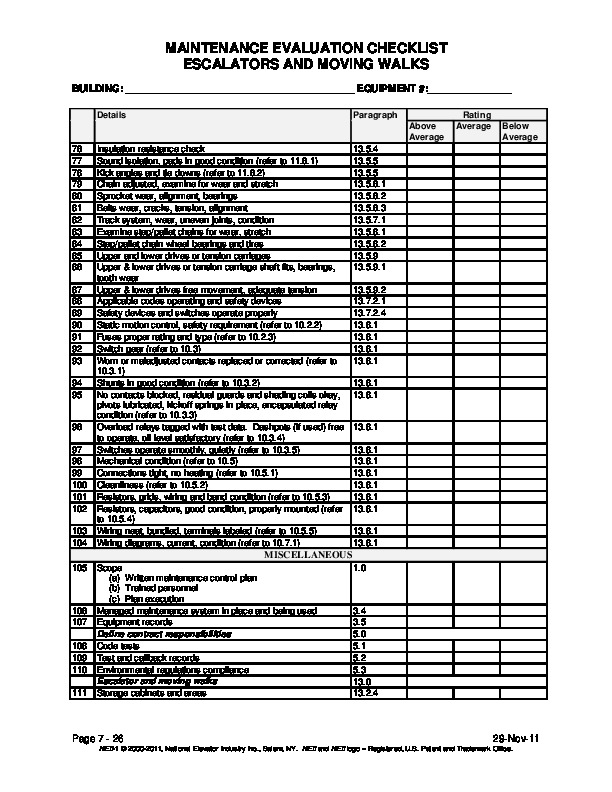 MAINTENANCE EVALUATION CHECKLIST
ESCALATORS AND MOVING WALKS
BUILDING: EQUIPMENT #:
Details Paragraph Rating
Above Average Average Below Average
76 Insulation resistance check 13.5.4
77 Sound isolation, pads in good condition (refer to 11.6.1) 13.5.5
78 Kick angles and tie downs (refer to 11.6.2) 13.5.5
79 Chain adjusted, examine for wear and stretch 13.5.6.1
80 Sprocket wear, alignment, bearings 13.5.6.2
81 Belts wear, cracks, tension, alignment 13.5.6.3
82 Track system, wear, uneven joints, condition 13.5.7.1
83 Examine step/pallet chains for wear, stretch 13.5.8.1
84 Step/pallet chain wheel bearings and tires 13.5.8.2
85 Upper and lower drives or tension carriages 13.5.9
86 Upper & lower drives or tension carriage shaft fits, bearings, 13.5.9.1
tooth wear
87 Upper & lower drives free movement, adequate tension 13.5.9.2
88 Applicable codes operating and safety devices 13.7.2.1
89 Safety devices and switches operate properly 13.7.2.4
90 Static motion control, safety requirement (refer to 10.2.2) 13.6.1
91 Fuses proper rating and type (refer to 10.2.3) 13.6.1
92 Switch gear (refer to 10.3) 13.6.1
93 Worn or maladjusted contacts replaced or corrected (refer to 13.6.1
10.3.1)
94 Shunts in good condition (refer to 10.3.2) 13.6.1
95 No contacts blocked, residual guards and shading coils okay, 13.6.1
pivots lubricated, kickoff springs in place, encapsulated relay
condition (refer to 10.3.3)
96 Overload relays tagged with test data. Dashpots (if used) free 13.6.1
to operate, oil level satisfactory (refer to 10.3.4)
97 Switches operate smoothly, quietly (refer to 10.3.5) 13.6.1
98 Mechanical condition (refer to 10.5) 13.6.1
99 Connections tight, no heating (refer to 10.5.1) 13.6.1
100 Cleanliness (refer to 10.5.2) 13.6.1
101 Resistors, grids, wiring and band condition (refer to 10.5.3) 13.6.1
102 Resistors, capacitors, good condition, properly mounted (refer 13.6.1
to 10.5.4)
103 Wiring neat, bundled, terminals labeled (refer to 10.5.5) 13.6.1
104 Wiring diagrams, current, condition (refer to 10.7.1) 13.6.1
MISCELLANEOUS
105 Scope 1.0
(a) Written maintenance control plan
(b) Trained personnel
(c) Plan execution
106 Managed maintenance system in place and being used 3.4
107 Equipment records 3.5
Define contract responsibilities 5.0
108 Code tests 5.1
109 Test and callback records 5.2
110 Environmental regulations compliance 5.3
Escalator and moving walks 13.0
111 Storage cabinets and areas 13.2.4
Page 7 - 26 29-Nov-11
NEII-1 © 2000-2011, National Elevator Industry Inc., Salem, NY. NEII and NEII logo – Registered, U.S. Patent and Trademark Office.